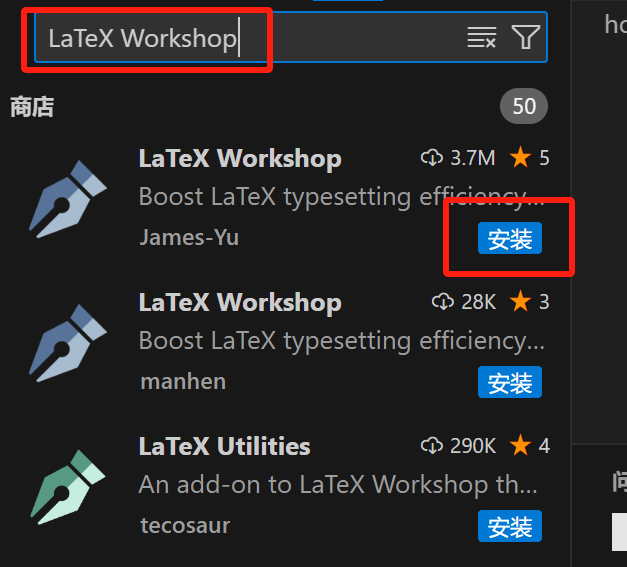 LaTeX Workshop
商店 50
LaTeX Workshop 3.7M 5
Boost LaTeX typesetting efficiency...
James-Yu 安装
LaTeX Workshop 28K 3
Boost LaTeX typesetting efficiency...
manhen 安装
LaTeX Utilities 290K 4
An add-on to LaTeX Workshop th...
tecosaur 安装